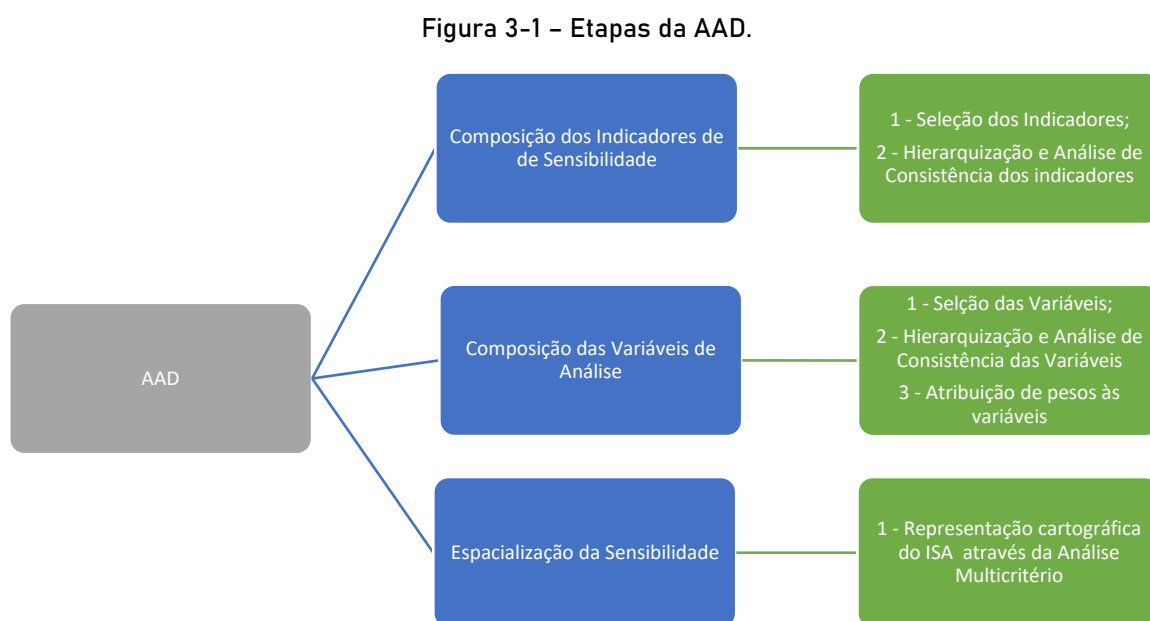 Figura 3-1 – Etapas da AAD.
Composição dos Indicadores de
de Sensibilidade
1 - Seleção dos Indicadores;
2 - Hierarquização e Análise de
Consistência dos indicadores
AAD
Composição das Variáveis de
Análise
1 - Selção das Variáveis;
2 - Hierarquização e Análise de
Consistência das Variáveis
3 - Atribuição de pesos às
variáveis
Espacialização da Sensibilidade
1 - Representação cartográfica
do ISA através da Análise
Multicritério